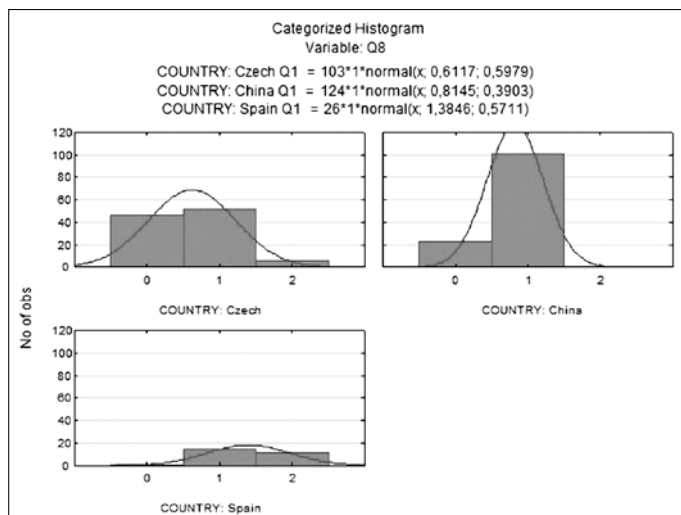 Categorized Histogram
Variable: Q8
COUNTRY: Czech Q1 = 103*1*normal(x; 0,6117; 0,5979)
COUNTRY: China Q1 = 124*1*normal(x; 0,8145; 0,3903)
COUNTRY: Spain Q1 = 26*1*normal(x; 1,3846; 0,5711)
No of obs
120
100
80
60
40
20
0
0 1 2
COUNTRY: Czech
0 1 2
COUNTRY: China
120
100
80
60
40
20
0
0 1 2
COUNTRY: Spain